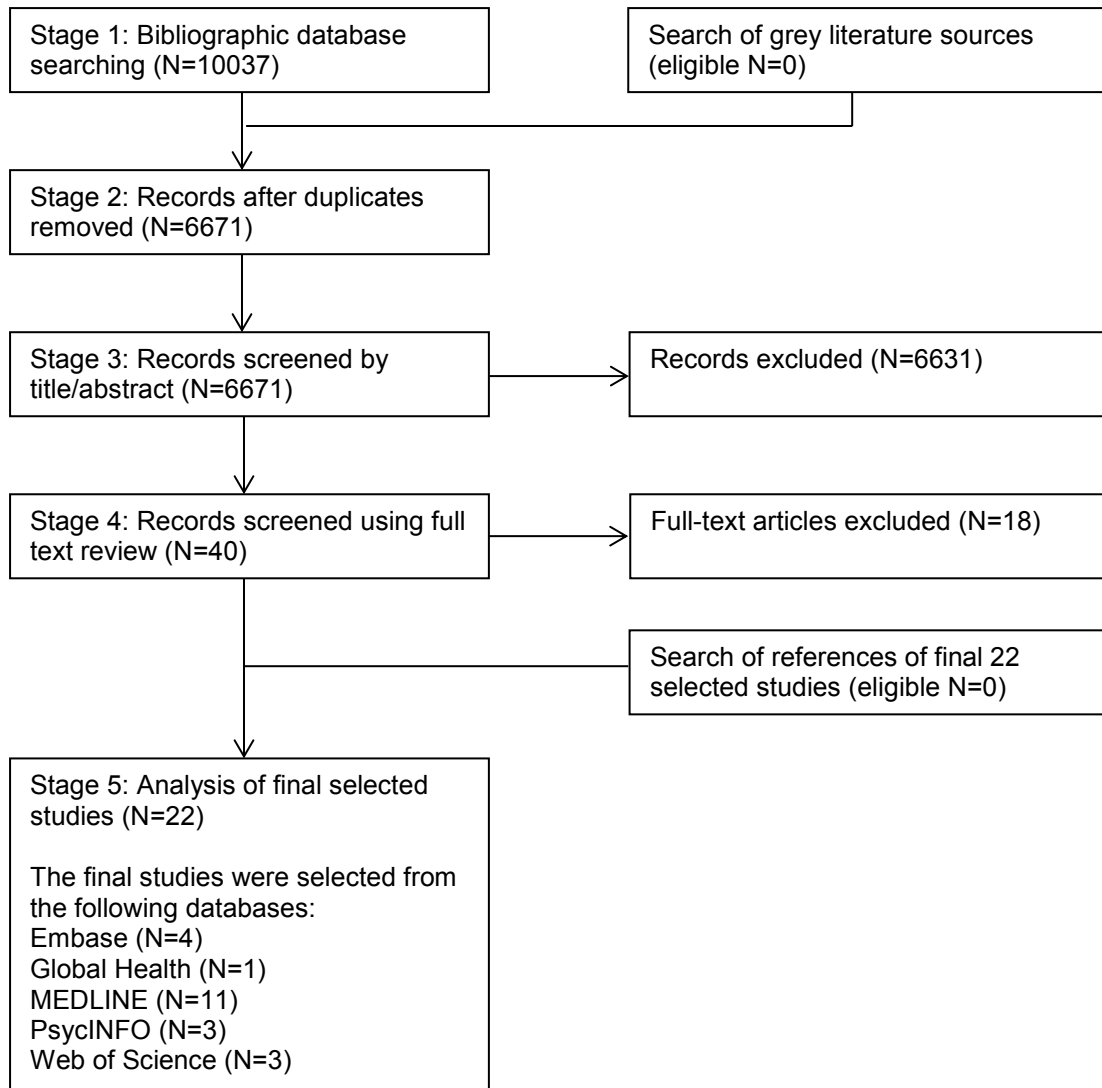 Stage 1: Bibliographic database
searching (N=10037)
Search of grey literature sources
(eligible N=0)
Stage 2: Records after duplicates
removed (N=6671)
Stage 3: Records screened by
title/abstract (N=6671)
Records excluded (N=6631)
Stage 4: Records screened using full
text review (N=40)
Full-text articles excluded (N=18)
Search of references of final 22
selected studies (eligible N=0)
Stage 5: Analysis of final selected
studies (N=22)
The final studies were selected from
the following databases:
Embase (N=4)
Global Health (N=1)
MEDLINE (N=11)
PsycINFO (N=3)
Web of Science (N=3)